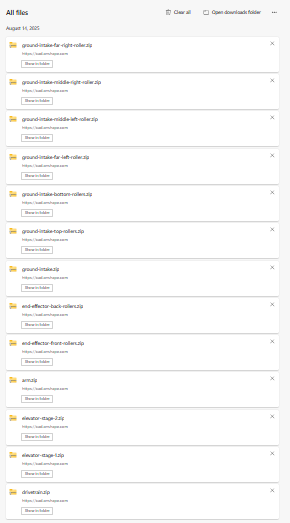 All files
Clear all
Open downloads folder
August 14, 2025
ground-intake-far-right-roller.zip
https://cad.onshape.com
Show in folder
ground-intake-middle-right-roller.zip
https://cad.onshape.com
Show in folder
ground-intake-middle-left-roller.zip
https://cad.onshape.com
Show in folder
ground-intake-far-left-roller.zip
https://cad.onshape.com
Show in folder
ground-intake-bottom-rollers.zip
https://cad.onshape.com
Show in folder
ground-intake-top-rollers.zip
https://cad.onshape.com
Show in folder
ground-intake.zip
https://cad.onshape.com
Show in folder
end-effector-back-rollers.zip
https://cad.onshape.com
Show in folder
end-effector-front-rollers.zip
https://cad.onshape.com
Show in folder
arm.zip
https://cad.onshape.com
Show in folder
elevator-stage-2.zip
https://cad.onshape.com
Show in folder
elevator-stage-1.zip
https://cad.onshape.com
Show in folder
drivetrain.zip
https://cad.onshape.com
Show in folder